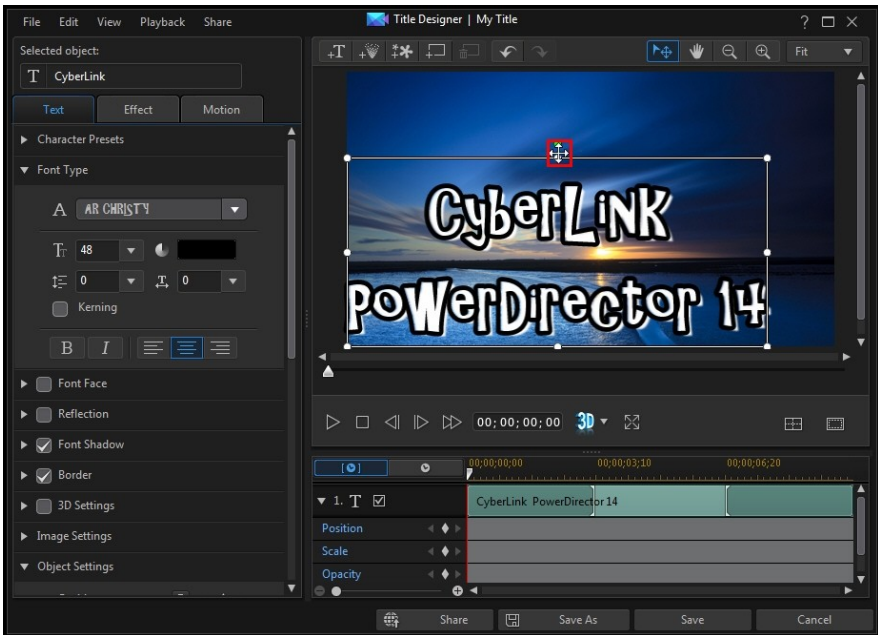 File Edit View Playback Share
Title Designer | My Title
?
Selected object:
T CyberLink
Text Effect Motion
Character Presets
Font Type
A AR CHRISTY
48
0 0
Kerning
B I
Font Face
Reflection
Font Shadow
Border
3D Settings
Image Settings
Object Settings
Fit
CyberLink
PowerDirector 14
00;00;00;00 3D
00;00;00;00 00;00;03;10 00;00;06;20
1. T CyberLink PowerDirector 14
Position
Scale
Opacity
Share Save As Save Cancel